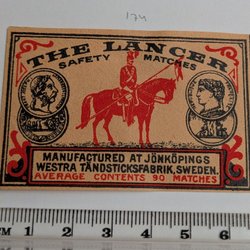 174
THE LANCER
SAFETY MATCHES
MANUFACTURED AT JÖNKÖPINGS
WESTRA TÄNDSTICKSFABRIK, SWEDEN.
AVERAGE CONTENTS 90 MATCHES
CM 1 2 3 4 5 6